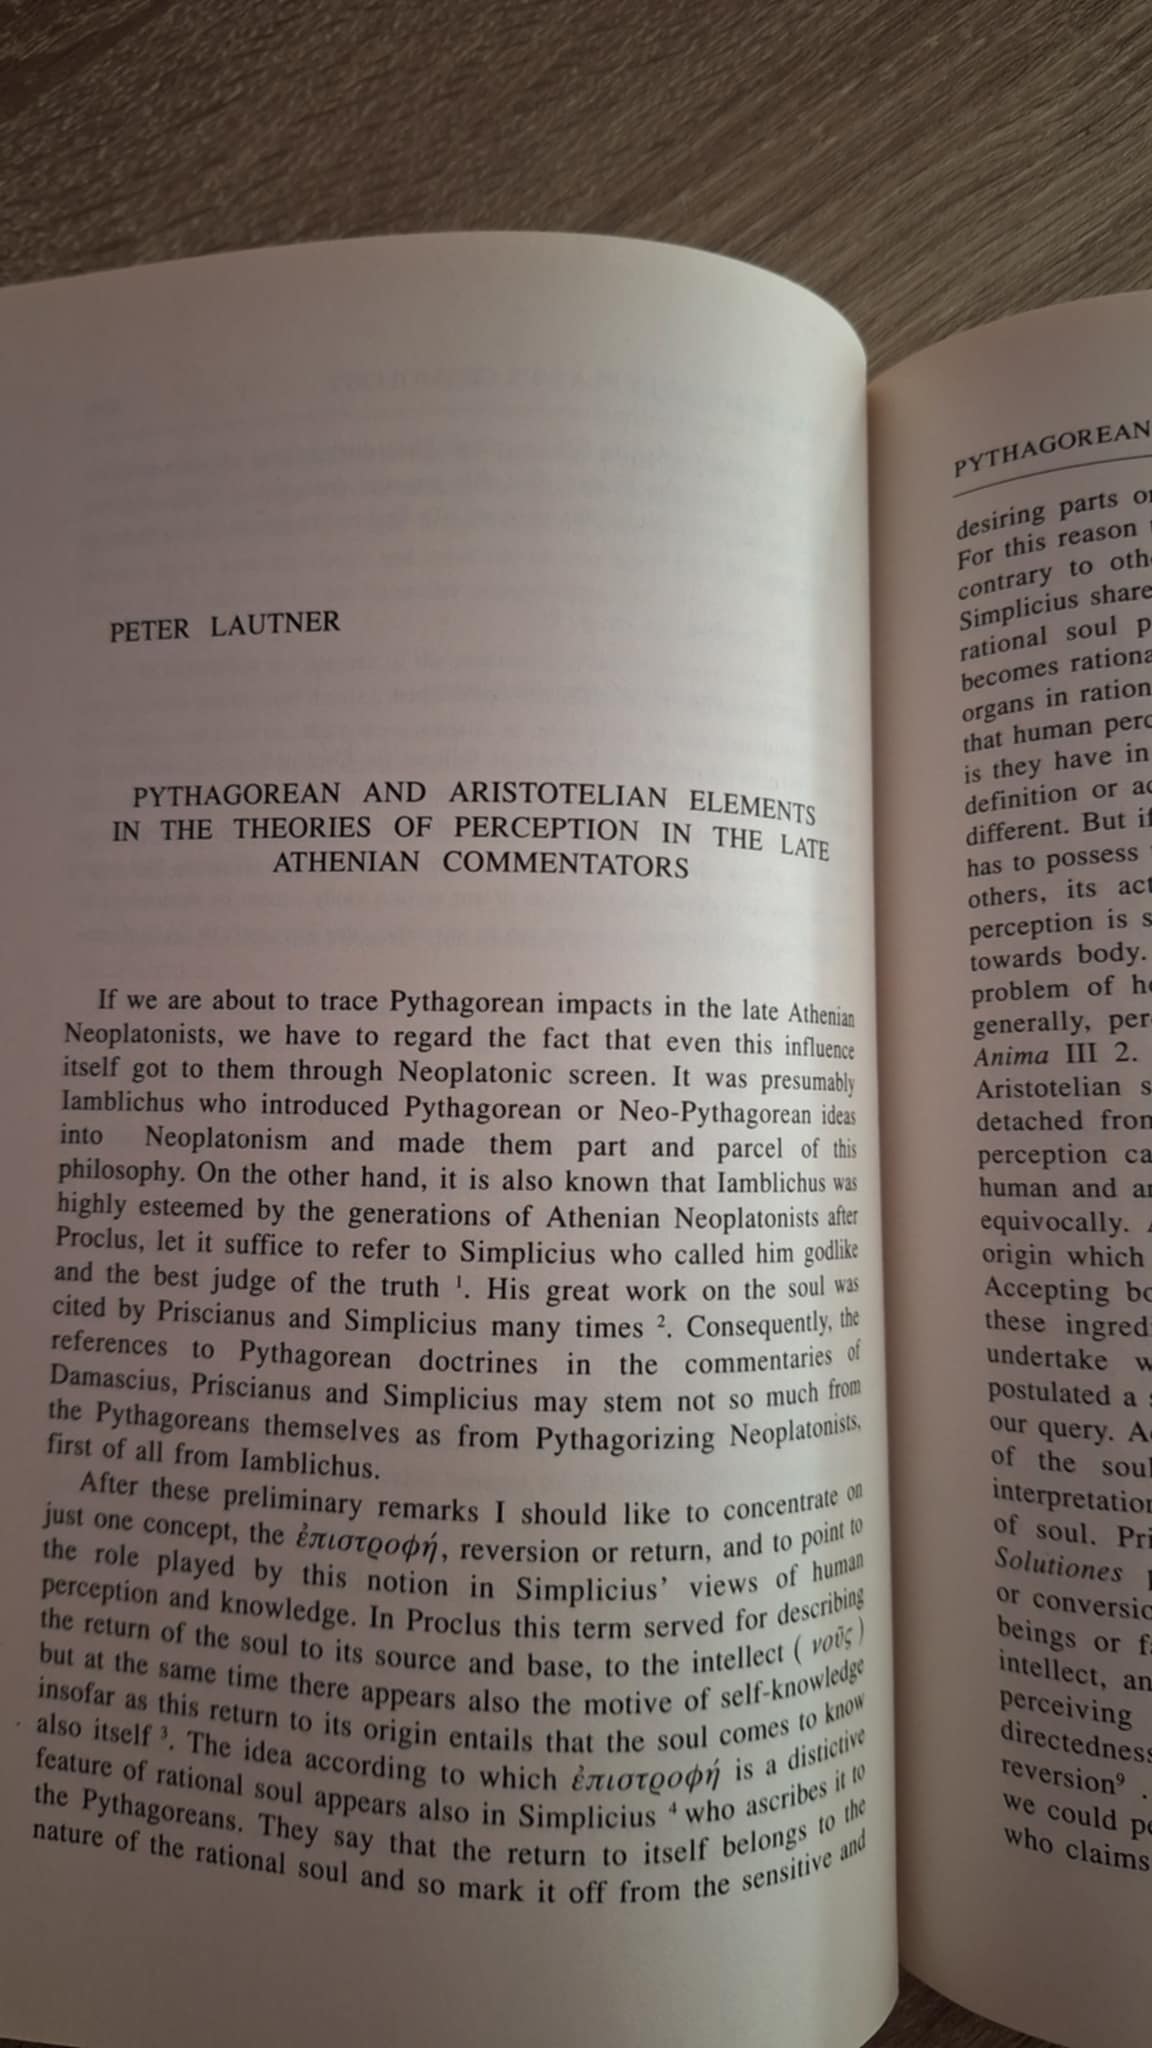 PETER LAUTNER
PYTHAGOREAN AND ARISTOTELIAN ELEMENTS
IN THE THEORIES OF PERCEPTION IN THE LATE
ATHENIAN COMMENTATORS
If we are about to trace Pythagorean impacts in the late Athenian
Neoplatonists, we have to regard the fact that even this influence
itself got to them through Neoplatonic screen. It was presumably
Iamblichus who introduced Pythagorean or Neo-Pythagorean ideas
into Neoplatonism and made them part and parcel of this
philosophy. On the other hand, it is also known that Iamblichus was
highly esteemed by the generations of Athenian Neoplatonists after
Proclus, let it suffice to refer to Simplicius who called him godlike
and the best judge of the truth ¹. His great work on the soul was
cited by Priscianus and Simplicius many times ². Consequently, the
references to Pythagorean doctrines in the commentaries of
Damascius, Priscianus and Simplicius may stem not so much from
the Pythagoreans themselves as from Pythagorizing Neoplatonists,
first of all from Iamblichus.
After these preliminary remarks I should like to concentrate on
just one concept, the ἐπιστροφή, reversion or return, and to point to
the role played by this notion in Simplicius' views of human
perception and knowledge. In Proclus this term served for describing
the return of the soul to its source and base, to the intellect ( νοῦς )
but at the same time there appears also the motive of self-knowledge
insofar as this return to its origin entails that the soul comes to know
also itself ³. The idea according to which ἐπιστροφή is a distictive
feature of rational soul appears also in Simplicius ⁴ who ascribes it to
the Pythagoreans. They say that the return to itself belongs to the
nature of the rational soul and so mark it off from the sensitive and
PYTHAGOREAN
desiring parts
For this reason
contrary to
Simplicius
rational soul
becomes
organs in
that human
is they have in
definition or
different. But
has to possess
others, its
perception is
towards body.
problem of
generally,
Anima III 2.
Aristotelian
detached
perception
human and
equivocally.
origin which
Accepting
these
undertake
postulated a
our query.
of the
interpretation
of soul.
Solutiones
or
beings or
intellect,
perceiving
directedness
reversion⁹ .
we could
who claims